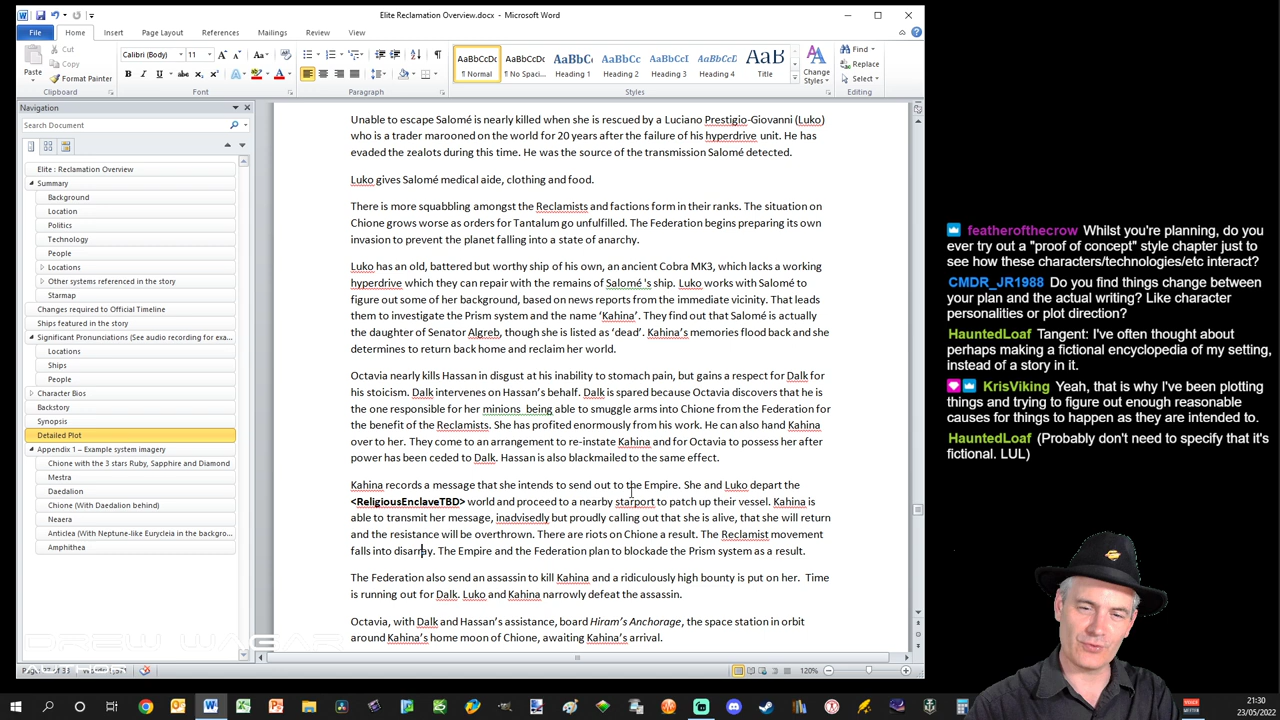 Elite Reclamation Overview.docx - Microsoft Word
File Home Insert Page Layout References Mailings Review View
Cut
Copy
Format Painter
Paste
Calibri (Body) 11
AaBbCcDc AaBbCcDc AaBbC AaBbCc AaBbCcI AaBbCcD AaB
¶ Normal ¶ No Spaci... Heading 1 Heading 2 Heading 3 Heading 4 Title
Change Styles
Find
Replace
Select
Clipboard Font Paragraph Styles Editing
Navigation
Search Document
Elite : Reclamation Overview
Summary
Background
Location
Politics
Technology
People
Locations
Other systems referenced in the story
Starmap
Changes required to Official Timeline
Ships featured in the story
Significant Pronunciations (See audio recording for exa...
Locations
Ships
People
Character Bios
Backstory
Synopsis
Detailed Plot
Appendix 1 – Example system imagery
Chione with the 3 stars Ruby, Sapphire and Diamond
Mestra
Daedalion
Chione (With Daedalion behind)
Neaera
Anticlea (With Neptune-like Eurycleia in the backgro...
Amphithea
Unable to escape Salomé is nearly killed when she is rescued by a Luciano Prestigio-Giovanni (Luko)
who is a trader marooned on the world for 20 years after the failure of his hyperdrive unit. He has
evaded the zealots during this time. He was the source of the transmission Salomé detected.
Luko gives Salomé medical aide, clothing and food.
There is more squabbling amongst the Reclamists and factions form in their ranks. The situation on
Chione grows worse as orders for Tantalum go unfulfilled. The Federation begins preparing its own
invasion to prevent the planet falling into a state of anarchy.
Luko has an old, battered but worthy ship of his own, an ancient Cobra MK3, which lacks a working
hyperdrive which they can repair with the remains of Salomé 's ship. Luko works with Salomé to
figure out some of her background, based on news reports from the immediate vicinity. That leads
them to investigate the Prism system and the name ‘Kahina’. They find out that Salomé is actually
the daughter of Senator Algreb, though she is listed as ‘dead’. Kahina’s memories flood back and she
determines to return back home and reclaim her world.
Octavia nearly kills Hassan in disgust at his inability to stomach pain, but gains a respect for Dalk for
his stoicism. Dalk intervenes on Hassan’s behalf. Dalk is spared because Octavia discovers that he is
the one responsible for her minions  being able to smuggle arms into Chione from the Federation for
the benefit of the Reclamists. She has profited enormously from his work. He can also hand Kahina
over to her. They come to an arrangement to re-instate Kahina and for Octavia to possess her after
power has been ceded to Dalk. Hassan is also blackmailed to the same effect.
Kahina records a message that she intends to send out to the Empire. She and Luko depart the
<ReligiousEnclaveTBD> world and proceed to a nearby starport to patch up their vessel. Kahina is
able to transmit her message, inadvisedly but proudly calling out that she is alive, that she will return
and the resistance will be overthrown. There are riots on Chione a result. The Reclamist movement
falls into disarray. The Empire and the Federation plan to blockade the Prism system as a result.
The Federation also send an assassin to kill Kahina and a ridiculously high bounty is put on her.  Time
is running out for Dalk. Luko and Kahina narrowly defeat the assassin.
Octavia, with Dalk and Hassan’s assistance, board Hiram’s Anchorage, the space station in orbit
around Kahina’s home moon of Chione, awaiting Kahina’s arrival.
DREW WAGAR
120%
featherofthecrow Whilst you're planning, do you
ever try out a "proof of concept" style chapter just to
see how these characters/technologies/etc interact?
CMDR_JR1988 Do you find things change between
your plan and the actual writing? Like character
personalities or plot direction?
HauntedLoaf Tangent: I've often thought about
perhaps making a fictional encyclopedia of my setting,
instead of a story in it.
KrisViking Yeah, that is why I've been plotting
things and trying to figure out enough reasonable
causes for things to happen as they are intended to.
HauntedLoaf (Probably don't need to specify that it's
fictional. LUL)
21:30
23/05/2022